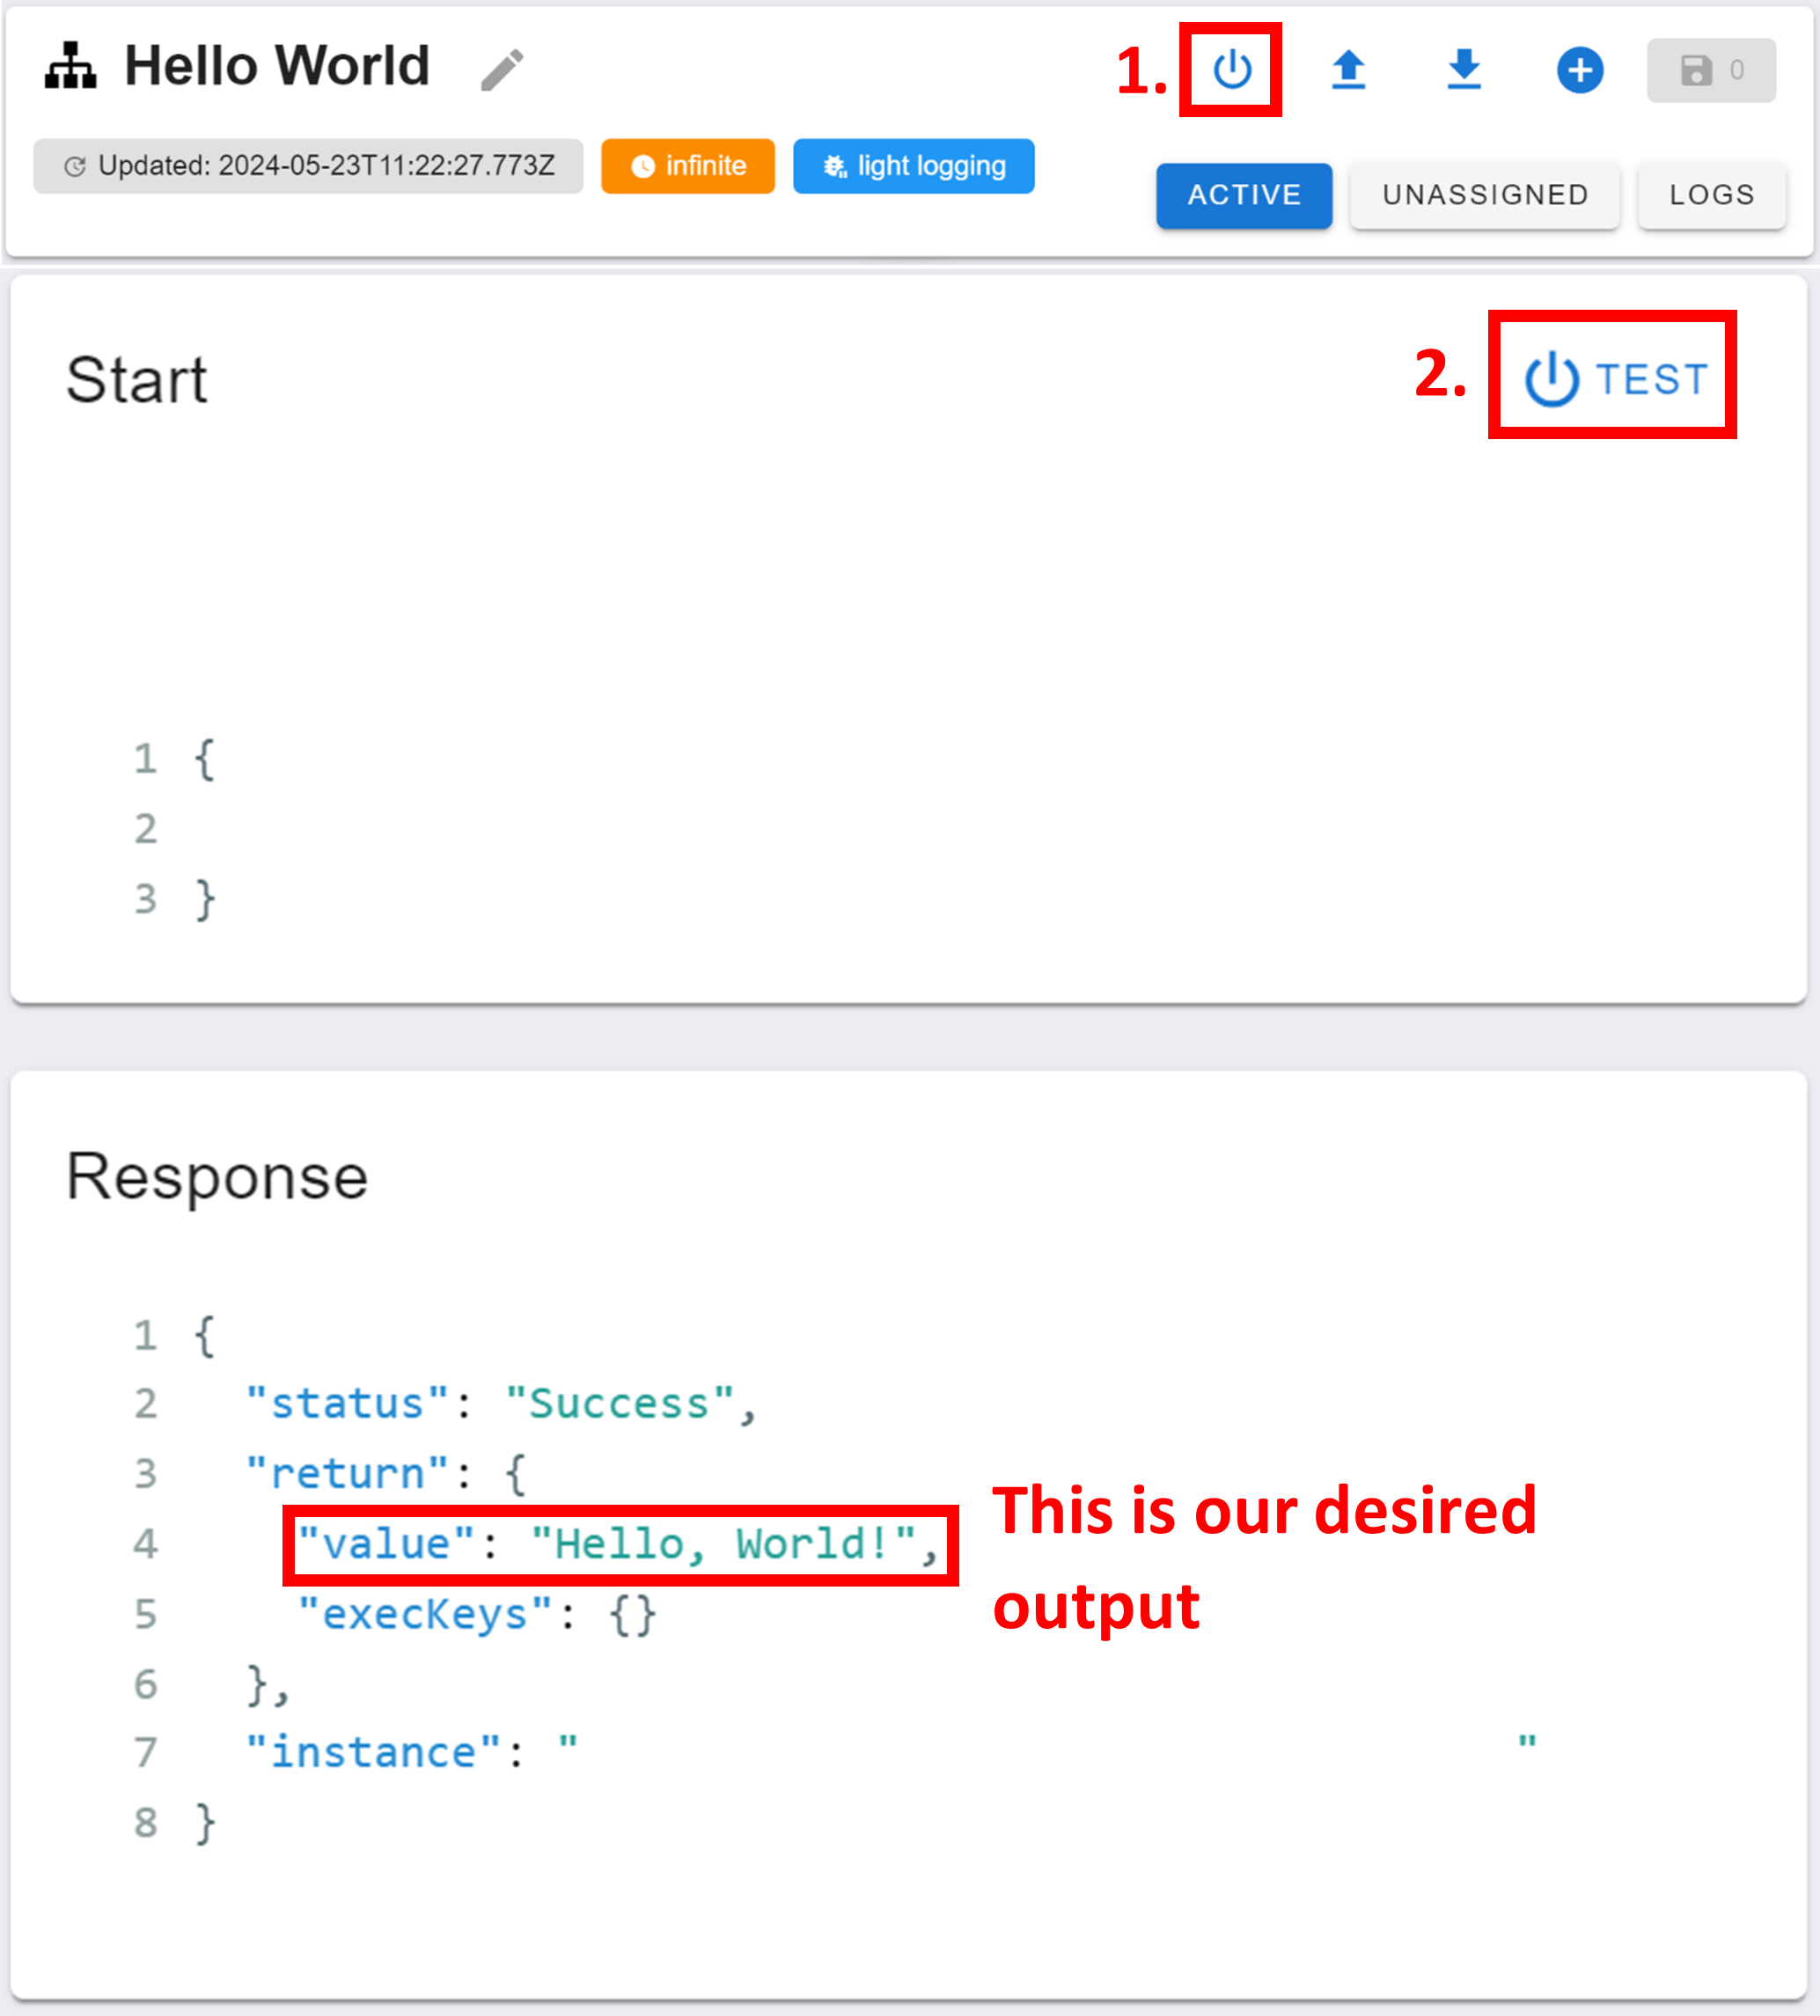 Hello World
1.
0
Updated: 2024-05-23T11:22:27.773Z
infinite
light logging
ACTIVE
UNASSIGNED
LOGS
Start
2.
TEST
1 {
2
3 }
Response
1 {
2 "status": "Success",
3 "return": {
4 "value": "Hello, World!",
5 "execKeys": {}
6 },
7 "instance": " "
8 }
This is our desired
output